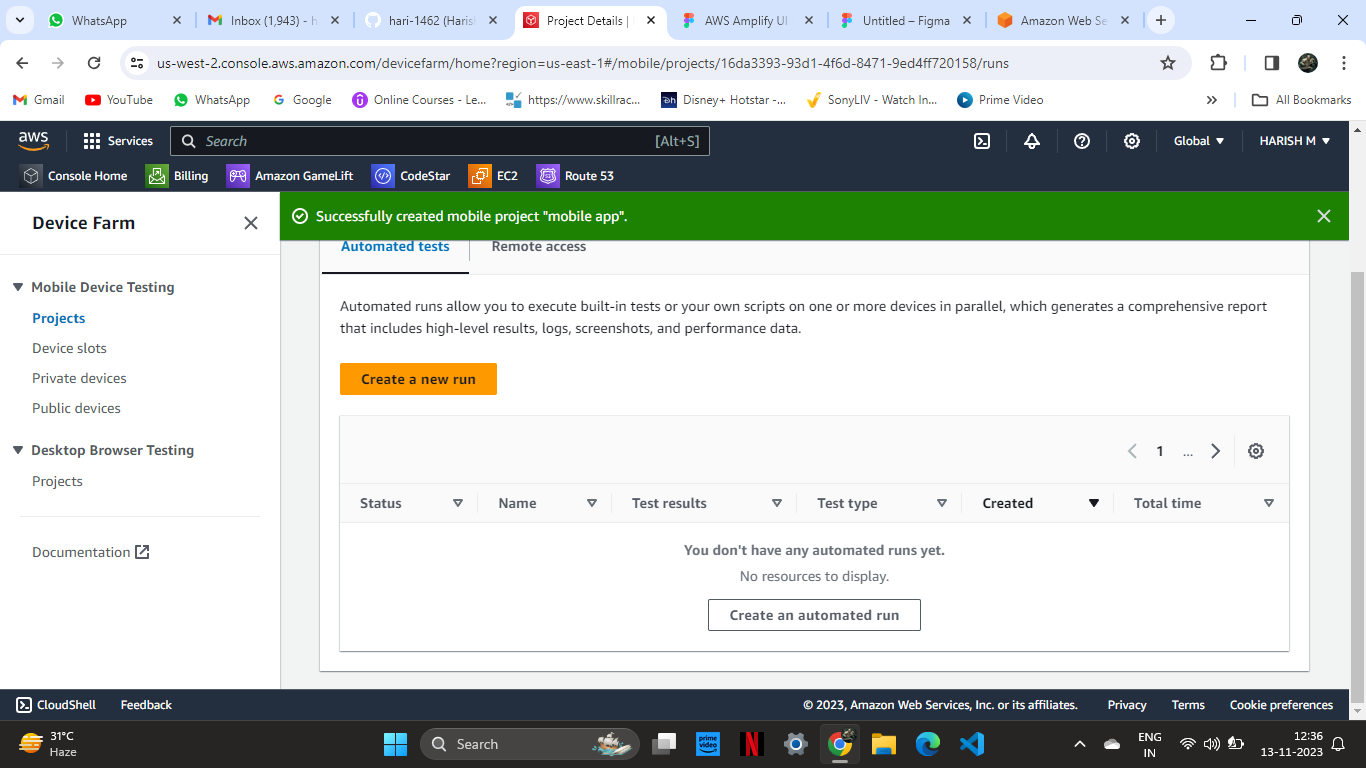 WhatsApp
Inbox (1,943) - h
hari-1462 (Haris
Project Details |
AWS Amplify UI
Untitled – Figma
Amazon Web Se
us-west-2.console.aws.amazon.com/devicefarm/home?region=us-east-1#/mobile/projects/16da3393-93d1-4f6d-8471-9ed4ff720158/runs
Gmail
YouTube
WhatsApp
Google
Online Courses - Le...
https://www.skillrac...
Disney+ Hotstar -...
SonyLIV - Watch In...
Prime Video
»
All Bookmarks
aws
Services
Search
[Alt+S]
Global
HARISH M
Console Home
Billing
Amazon GameLift
CodeStar
EC2
Route 53
Device Farm
Successfully created mobile project "mobile app".
Automated tests
Remote access
Mobile Device Testing
Projects
Device slots
Private devices
Public devices
Desktop Browser Testing
Projects
Documentation
Automated runs allow you to execute built-in tests or your own scripts on one or more devices in parallel, which generates a comprehensive report
that includes high-level results, logs, screenshots, and performance data.
Create a new run
1
...
Status
Name
Test results
Test type
Created
Total time
You don't have any automated runs yet.
No resources to display.
Create an automated run
CloudShell
Feedback
© 2023, Amazon Web Services, Inc. or its affiliates.
Privacy
Terms
Cookie preferences
31°C
Haze
Search
prime
video
ENG
IN
12:36
13-11-2023